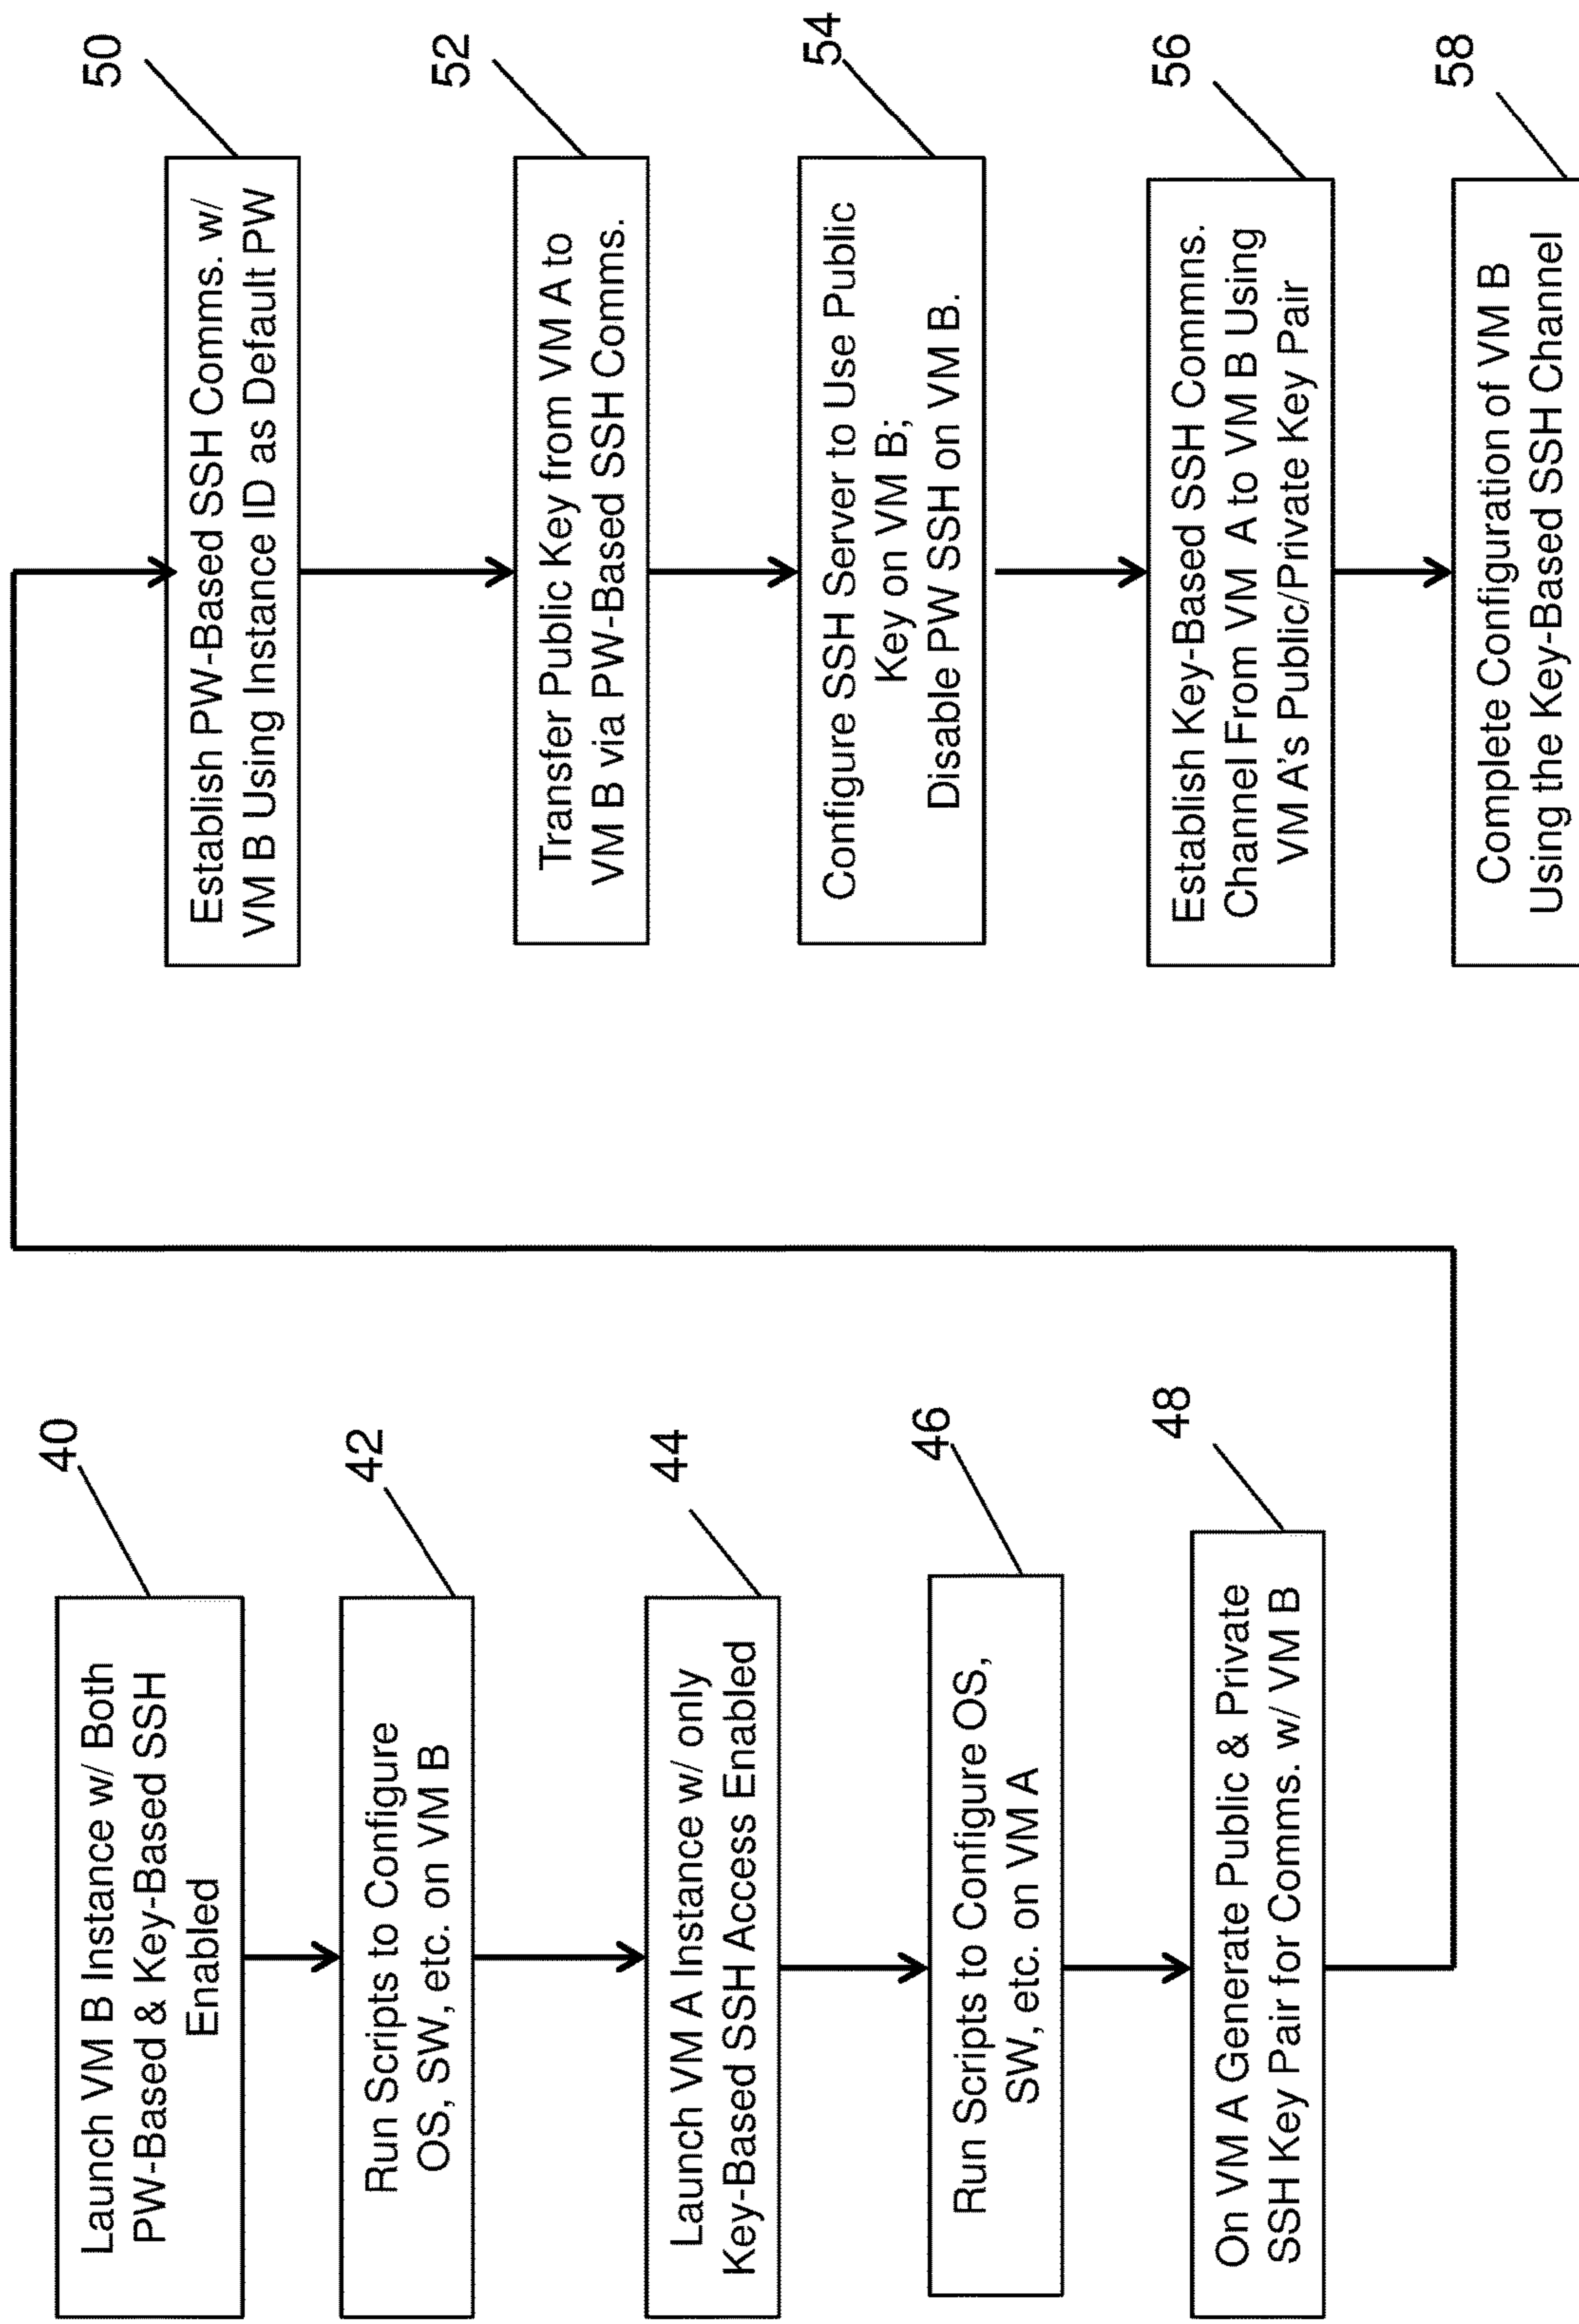 40
Launch VM B Instance w/ Both
PW-Based & Key-Based SSH
Enabled
42
Run Scripts to Configure
OS, SW, etc. on VM B
44
Launch VM A Instance w/ only
Key-Based SSH Access Enabled
46
Run Scripts to Configure OS,
SW, etc. on VM A
48
On VM A Generate Public & Private
SSH Key Pair for Comms. w/ VM B
50
Establish PW-Based SSH Comms. w/
VM B Using Instance ID as Default PW
52
Transfer Public Key from VM A to
VM B via PW-Based SSH Comms.
54
Configure SSH Server to Use Public
Key on VM B;
Disable PW SSH on VM B.
56
Establish Key-Based SSH Commns.
Channel From VM A to VM B Using
VM A's Public/Private Key Pair
58
Complete Configuration of VM B
Using the Key-Based SSH Channel